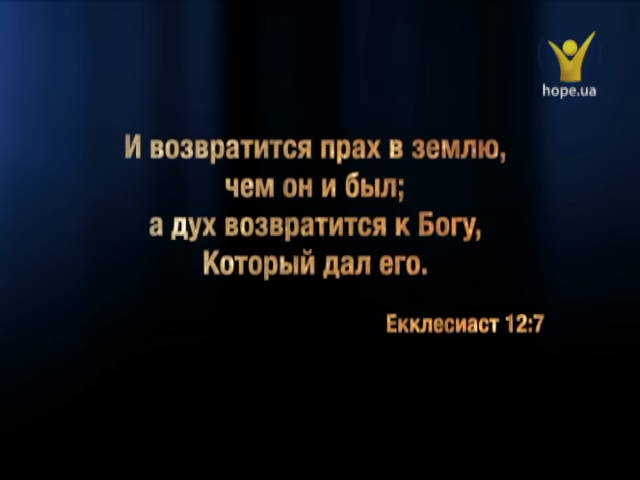 hope.ua
И возвратится прах в землю,
чем он и был;
а дух возвратится к Богу,
Который дал его.
Екклесиаст 12:7